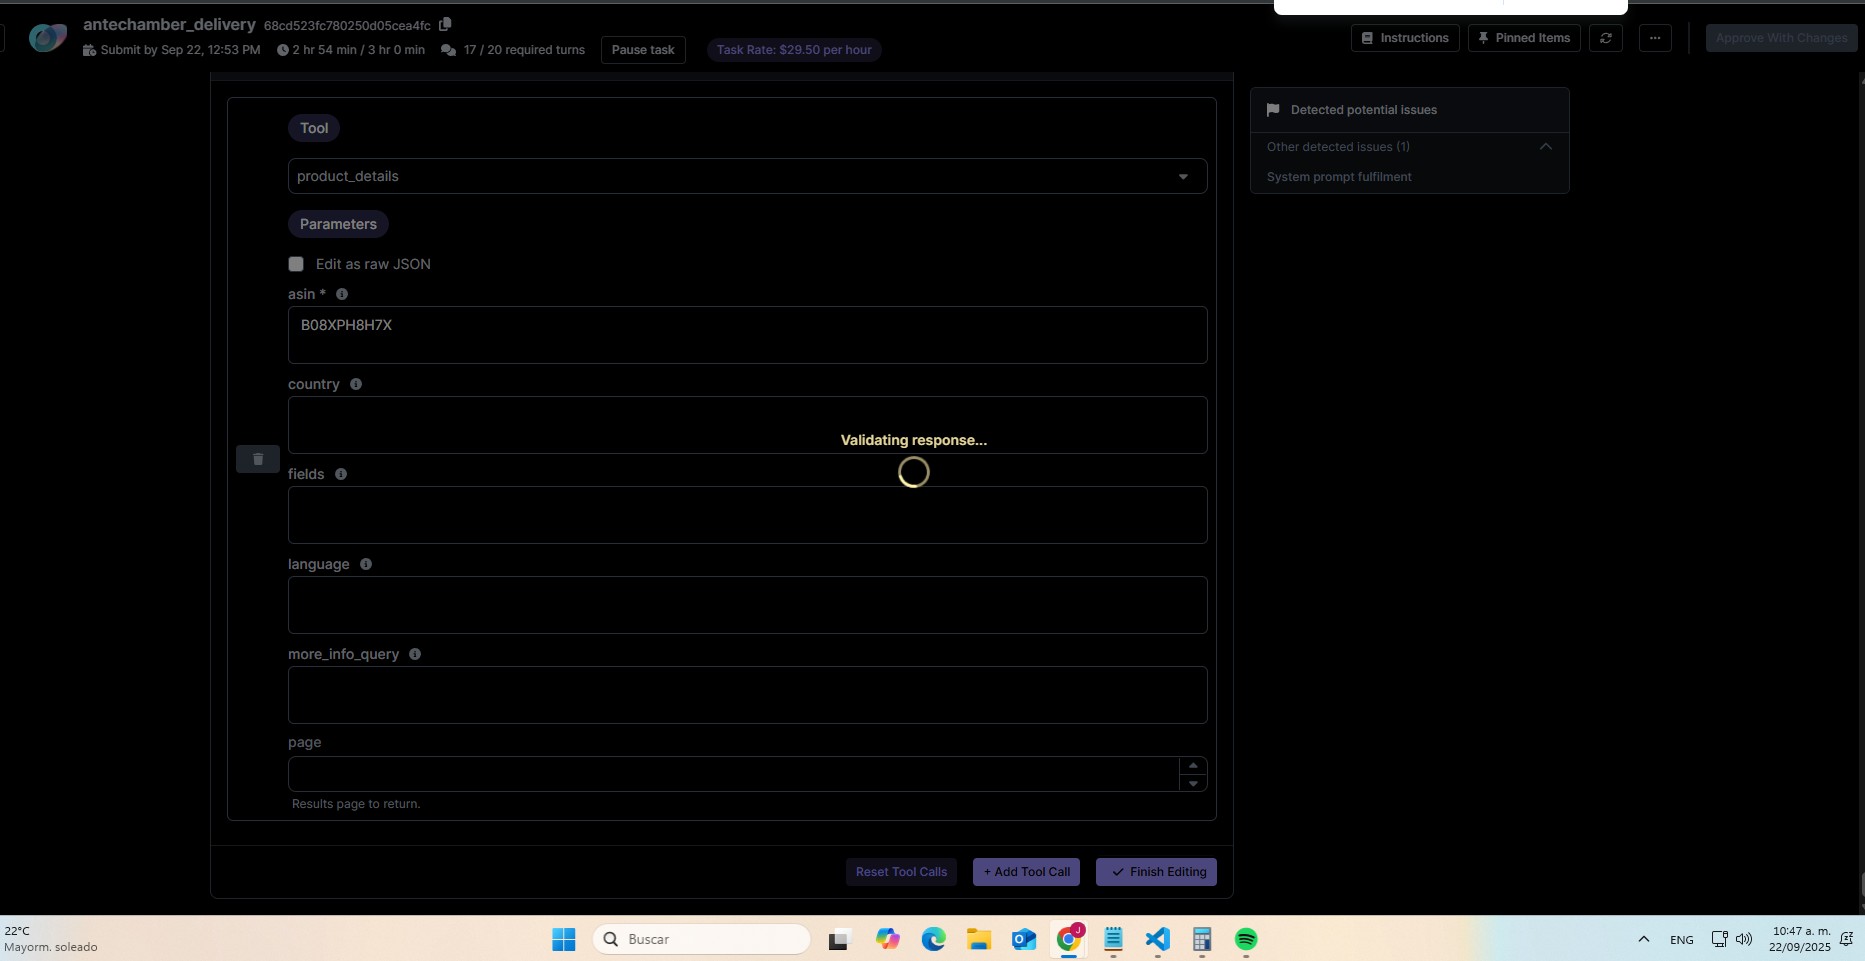 antechamber_delivery 68cd523fc780250d05cea4fc
Submit by Sep 22, 12:53 PM 2 hr 54 min / 3 hr 0 min 17 / 20 required turns Pause task Task Rate: $29.50 per hour
Instructions Pinned Items ... Approve With Changes
Detected potential issues
Other detected issues (1)
System prompt fulfilment
Tool
product_details
Parameters
Edit as raw JSON
asin *
B08XPH8H7X
country
Validating response...
fields
language
more_info_query
page
Results page to return.
Reset Tool Calls + Add Tool Call Finish Editing
22°C
Mayorm. soleado
Buscar
J
ENG
10:47 a. m.
22/09/2025